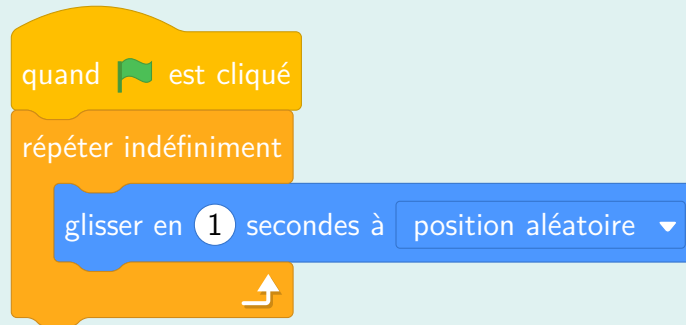 quand est cliqué
répéter indéfiniment
glisser en 1 secondes à position aléatoire